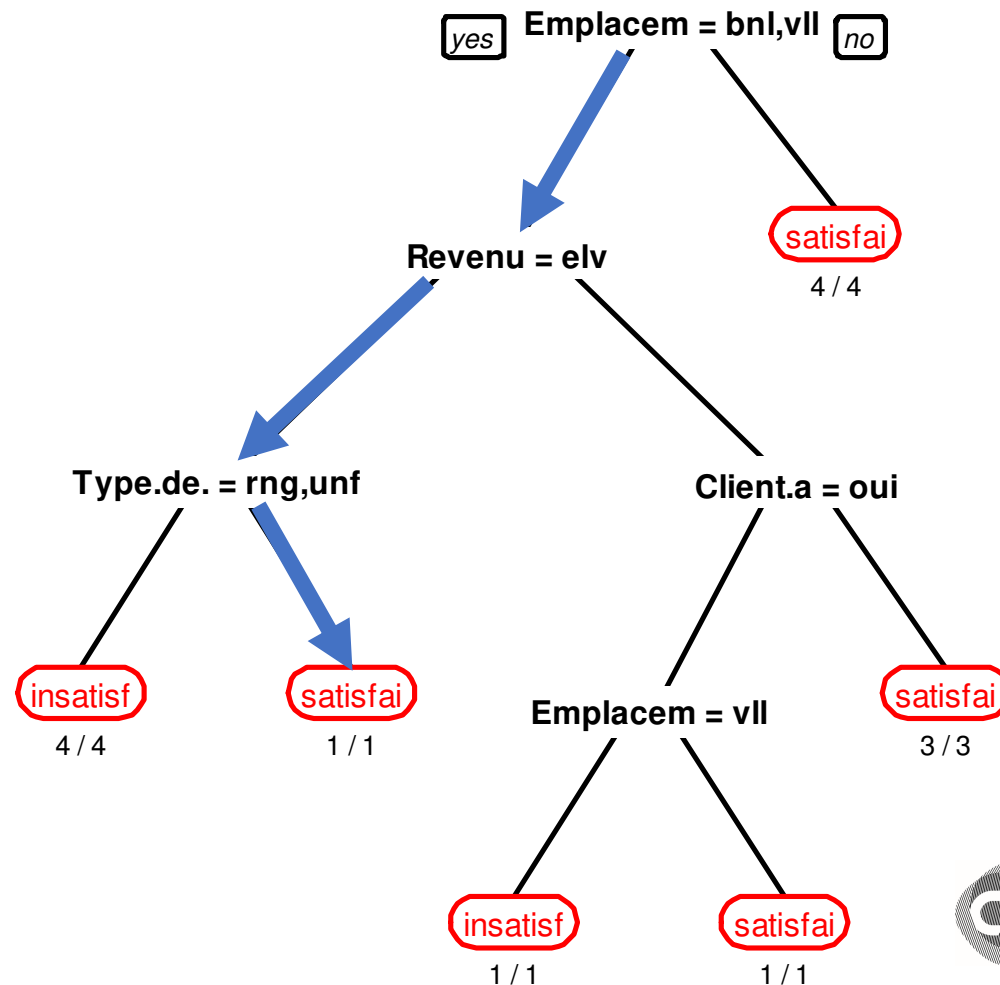 yes
Emplacem = bnl,vll
no
satisfai
4 / 4
Revenu = elv
Type.de. = rng,unf
Client.a = oui
insatisf
4 / 4
satisfai
1 / 1
Emplacem = vll
satisfai
3 / 3
insatisf
1 / 1
satisfai
1 / 1